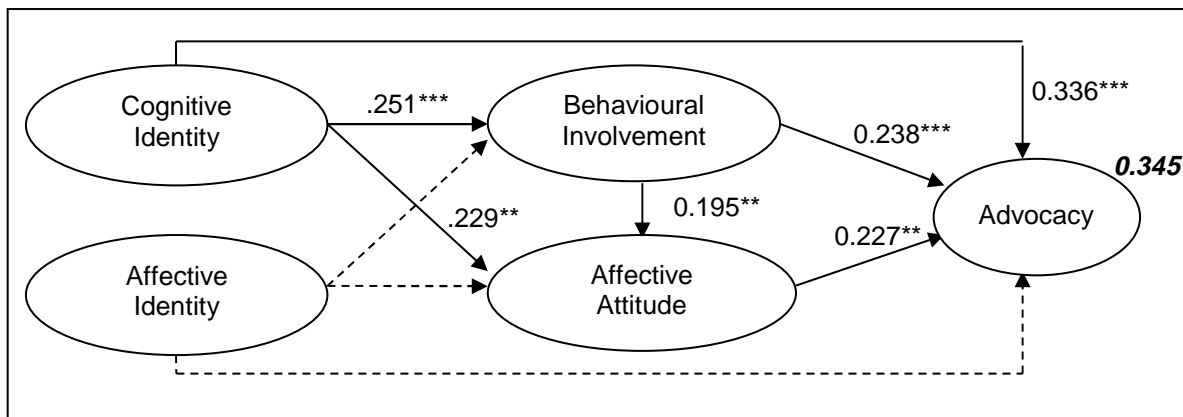 Cognitive
Identity
.251***
Behavioural
Involvement
0.336***
0.238***
0.345
Advocacy
.229**
0.195**
0.227**
Affective
Identity
Affective
Attitude